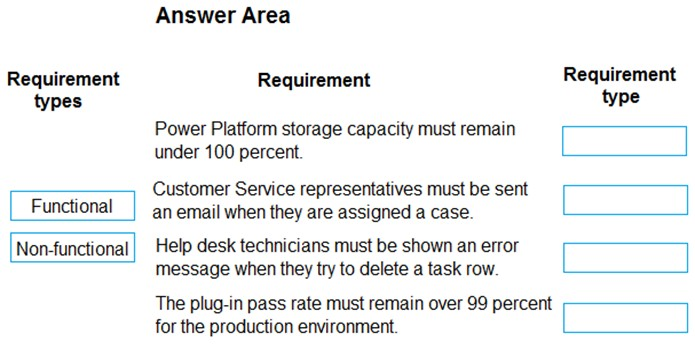 Answer Area
Requirement
types
Requirement
Requirement
type
Power Platform storage capacity must remain
under 100 percent.
Functional
Customer Service representatives must be sent
an email when they are assigned a case.
Non-functional
Help desk technicians must be shown an error
message when they try to delete a task row.
The plug-in pass rate must remain over 99 percent
for the production environment.